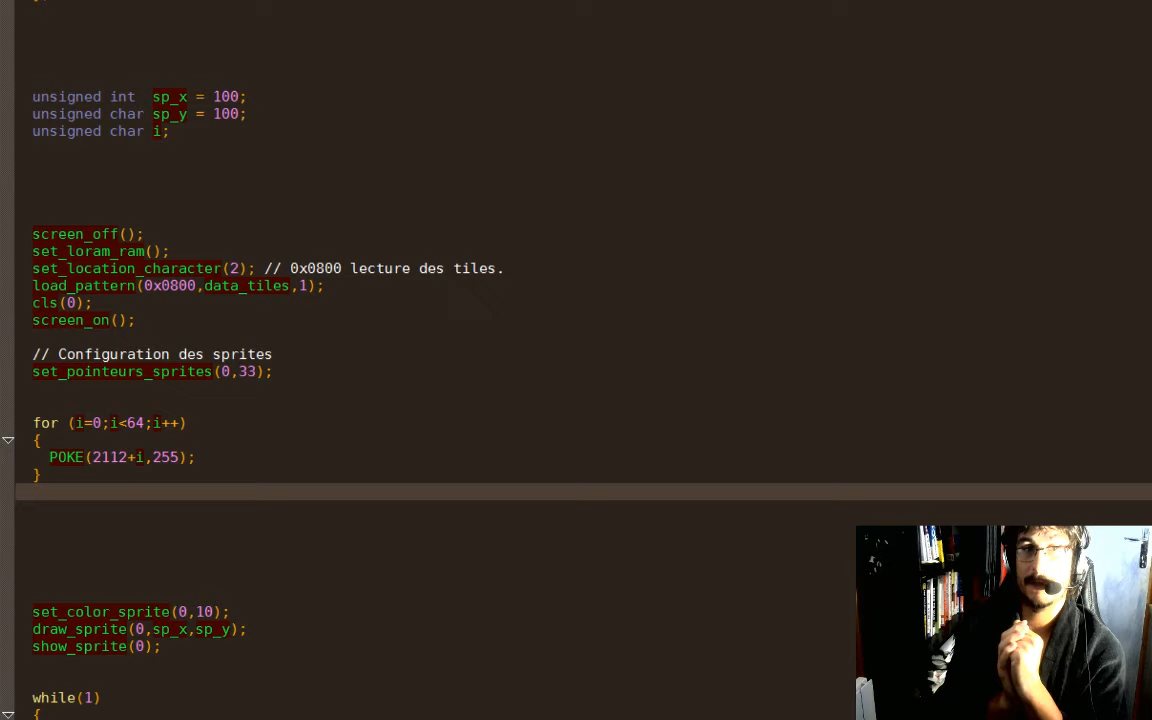 unsigned int  sp_x = 100;
unsigned char sp_y = 100;
unsigned char i;
screen_off();
set_loram_ram();
set_location_character(2); // 0x0800 lecture des tiles.
load_pattern(0x0800,data_tiles,1);
cls(0);
screen_on();
// Configuration des sprites
set_pointeurs_sprites(0,33);
for (i=0;i<64;i++)
{
  POKE(2112+i,255);
}
set_color_sprite(0,10);
draw_sprite(0,sp_x,sp_y);
show_sprite(0);
while(1)
{